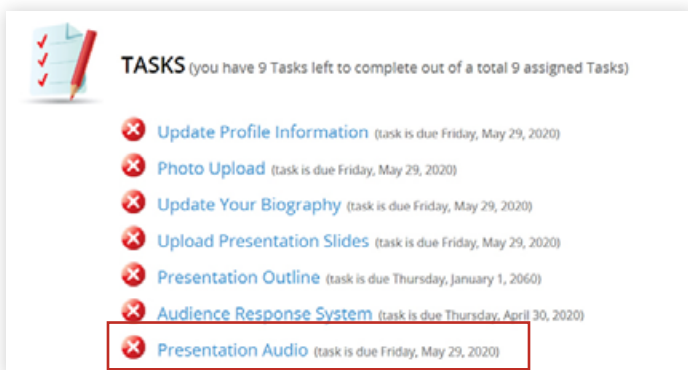 TASKS (you have 9 Tasks left to complete out of a total 9 assigned Tasks)
Update Profile Information (task is due Friday, May 29, 2020)
Photo Upload (task is due Friday, May 29, 2020)
Update Your Biography (task is due Friday, May 29, 2020)
Upload Presentation Slides (task is due Friday, May 29, 2020)
Presentation Outline (task is due Thursday, January 1, 2060)
Audience Response System (task is due Thursday, April 30, 2020)
Presentation Audio (task is due Friday, May 29, 2020)